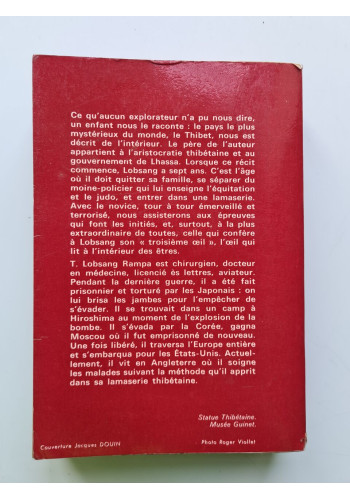 Ce qu'aucun explorateur n'a pu nous dire,
un enfant nous le raconte : le pays le plus
mystérieux du monde, le Thibet, nous
est décrit de l'intérieur. Le père de l'auteur
appartient à l'aristocratie thibétaine et au
gouvernement de Lhassa. Lorsque ce récit
commence, Lobsang a sept ans. C'est l'âge
où il doit quitter sa famille, se séparer du
moine-policier qui lui enseigne l'équitation
et le judo, et entrer dans une lamaserie.
Avec le novice, tour à tour émerveillé et
terrorisé, nous assisterons aux épreuves
qui font les initiés, et, surtout, à la plus
extraordinaire de toutes, celle qui confère
à Lobsang son « troisième œil », l'œil qui
lit à l'intérieur des êtres.
T. Lobsang Rampa est chirurgien, docteur
en médecine, licencié ès lettres, aviateur.
Pendant la dernière guerre, il a été fait
prisonnier et torturé par les Japonais : on
lui brisa les jambes pour l'empêcher de
s'évader. Il se trouvait dans un camp à
Hiroshima au moment de l'explosion de la
bombe. Il s'évada par la Corée, gagna
Moscou où il fut emprisonné de nouveau.
Une fois libéré, il traversa l'Europe entière
et s'embarqua pour les États-Unis. Actuel-
lement, il vit en Angleterre où il soigne
les malades suivant la méthode qu'il apprit
dans sa lamaserie thibétaine.
Statue Thibétaine.
Musée Guimet.
Couverture Jacques DOUIN
Photo Roger Viollet